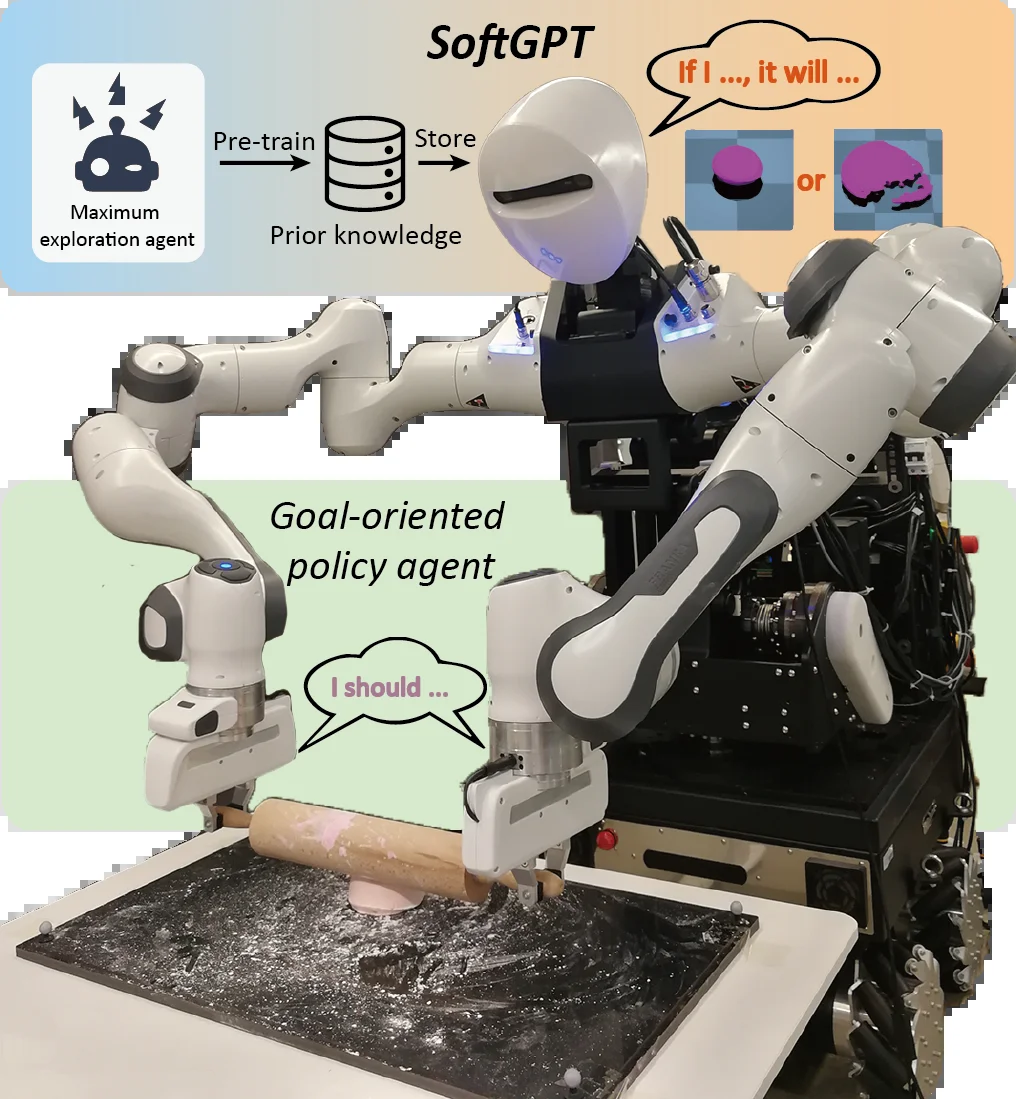 SoftGPT
If I ..., it will ...
Pre-train
Store
Maximum
exploration agent
Prior knowledge
or
Goal-oriented
policy agent
I should ...